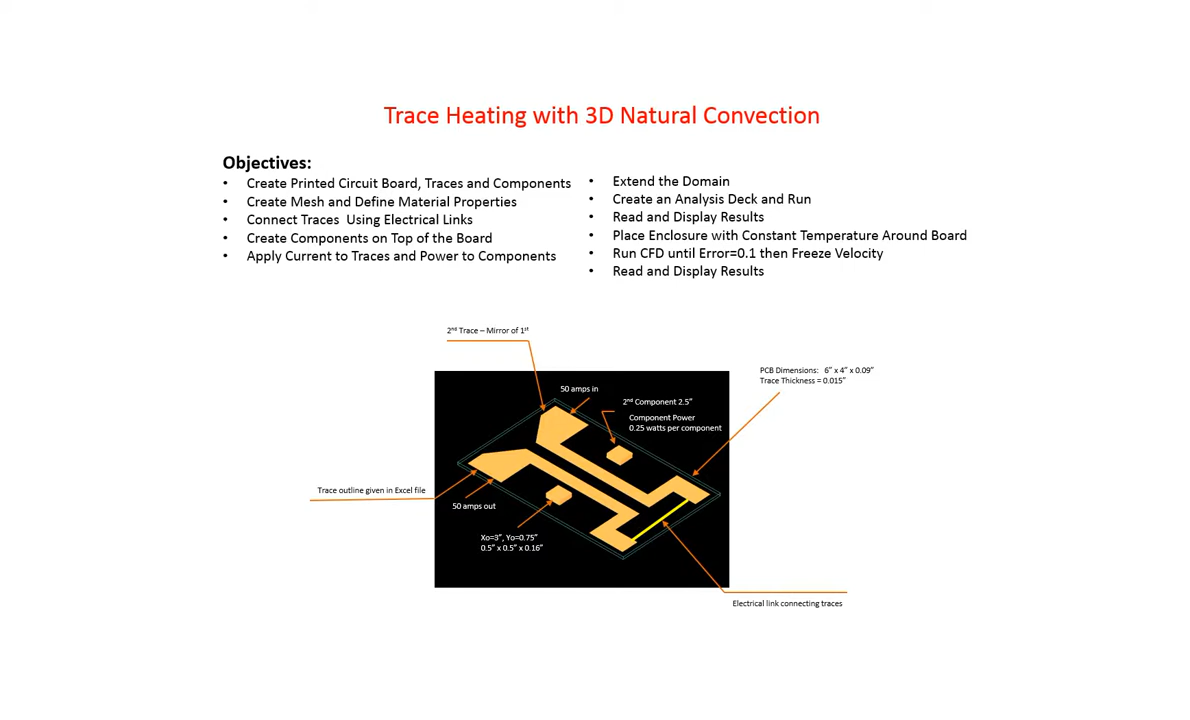 Trace Heating with 3D Natural Convection
Objectives:
• Create Printed Circuit Board, Traces and Components
• Create Mesh and Define Material Properties
• Connect Traces Using Electrical Links
• Create Components on Top of the Board
• Apply Current to Traces and Power to Components
• Extend the Domain
• Create an Analysis Deck and Run
• Read and Display Results
• Place Enclosure with Constant Temperature Around Board
• Run CFD until Error=0.1 then Freeze Velocity
• Read and Display Results
2nd Trace – Mirror of 1st
PCB Dimensions: 6” x 4” x 0.09”
Trace Thickness = 0.015”
50 amps in
2nd Component 2.5”
Component Power
0.25 watts per component
Trace outline given in Excel file
50 amps out
Xo=3”, Yo=0.75”
0.5” x 0.5” x 0.16”
Electrical link connecting traces